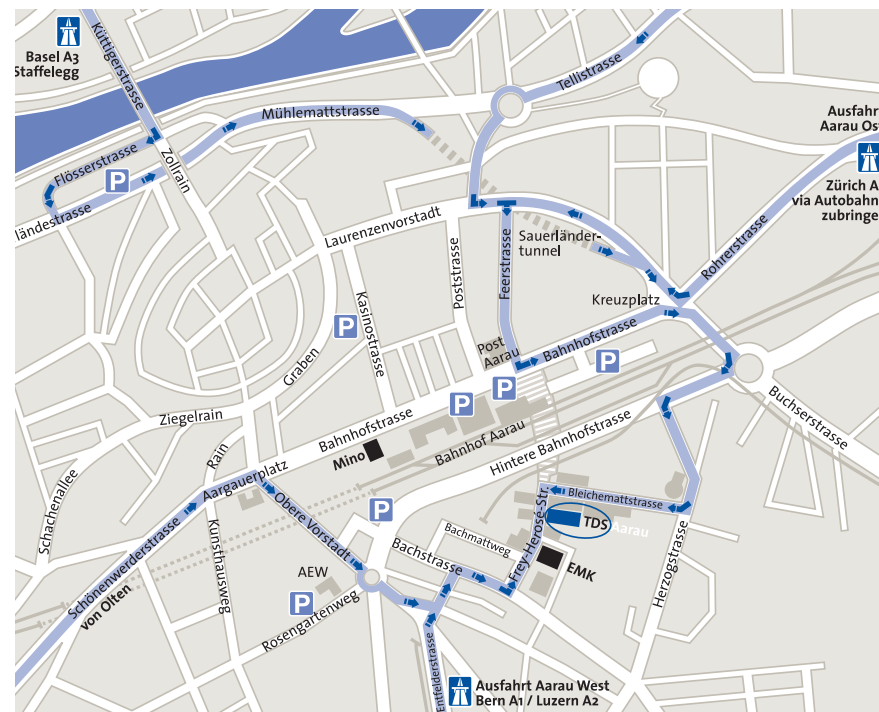 Basel A3
Staffelegg
Küttigerstrasse
Tellistrasse
Mühlemattstrasse
Ausfahr
Aarau Os
Flösserstrasse
P
Zollrain
Zürich A
via Autobahn
zubringe
ländestrasse
Laurenzenvorstadt
Sauerländer-
tunnel
Rohrerstrasse
Feerstrasse
Poststrasse
Kasinostrasse
Kreuzplatz
P
Graben
Post
Aarau
Bahnhofstrasse
P
P
P
Ziegelrain
Bahnhofstrasse
Bahnhof Aarau
Hintere Bahnhofstrasse
Buchserstrasse
Mino
Rain
Aargauerplatz
Schachenallee
Obere Vorstadt
P
Bleichemattstrasse
TDS
Aarau
Bachmattweg
Frey-Herosé-Str.
Bachstrasse
EMK
Kunsthausweg
Schönenwerderstrasse
von Olten
AEW
P
Rosengartenweg
Herzogstrasse
Entfelderstrasse
Ausfahrt Aarau West
Bern A1 / Luzern A2